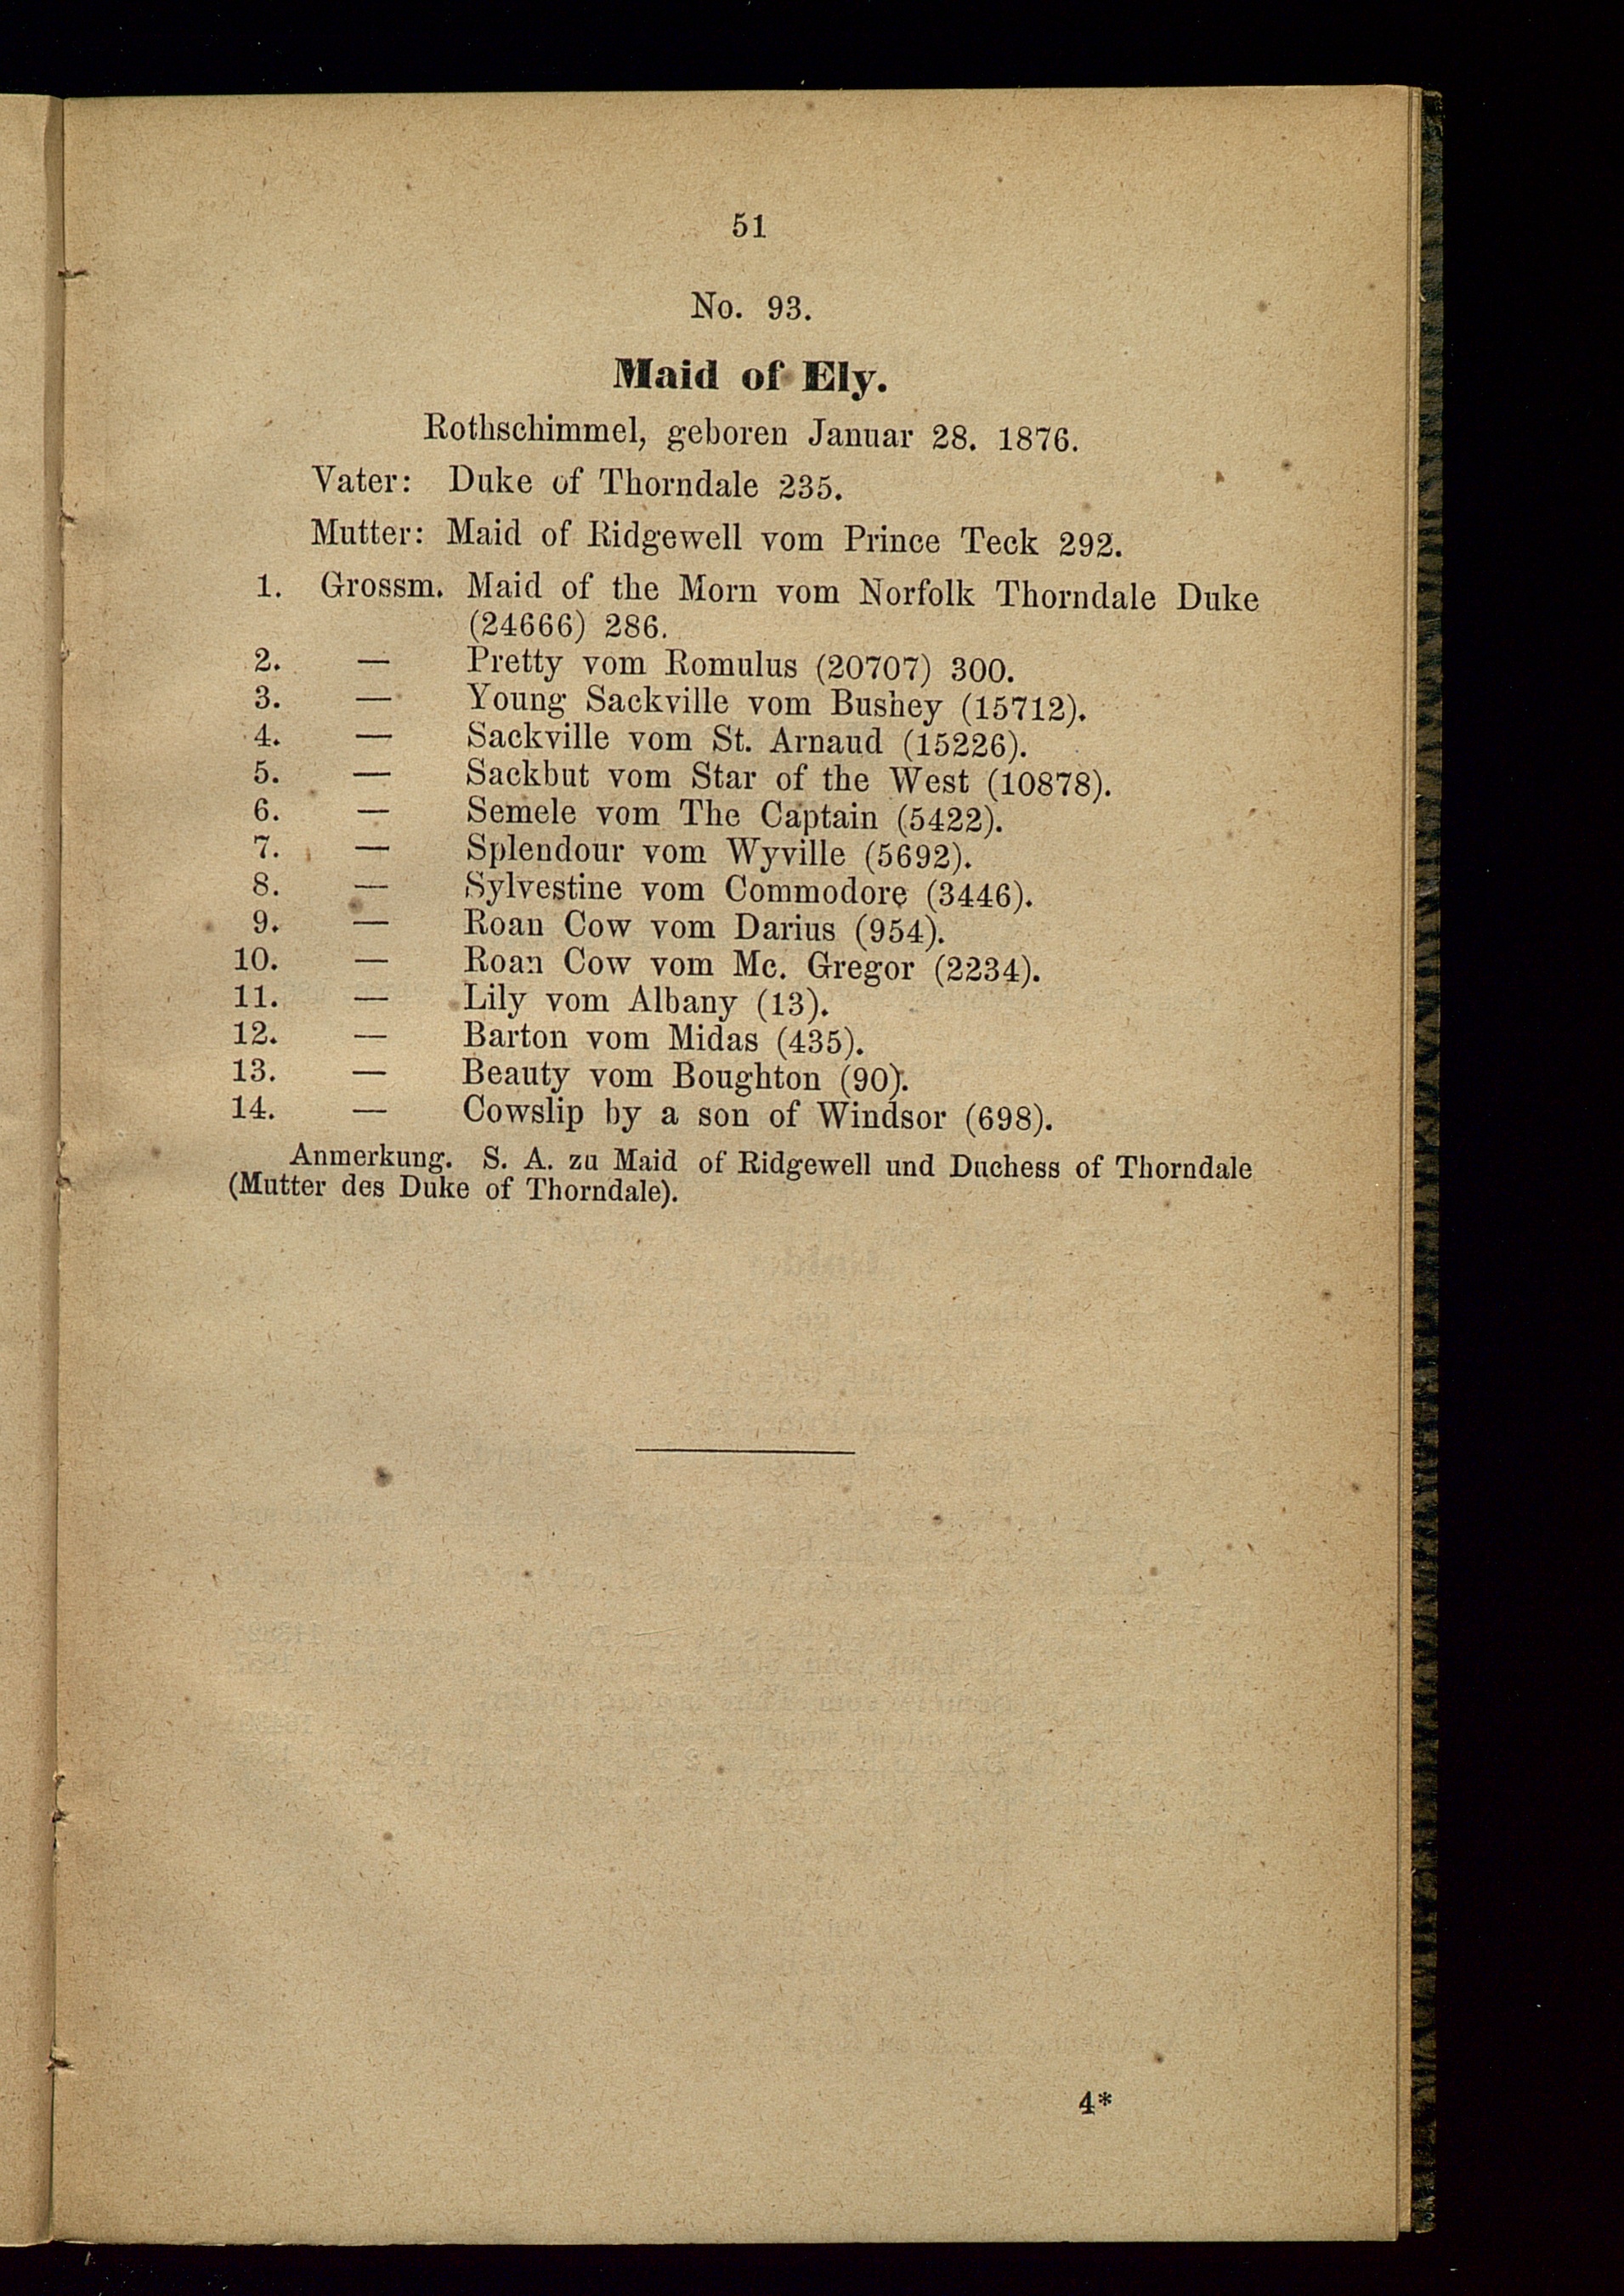 51
No. 93.
Maid of Ely.
Rothschimmel, geboren Januar 28. 1876.
Vater: Duke of Thorndale 235.
Mutter: Maid of Ridgewell vom Prince Teck 292.
1. Grossm. Maid of the Morn vom Norfolk Thorndale Duke
(24666) 286.
2. — Pretty vom Romulus (20707) 300.
3. — Young Sackville vom Bushey (15712).
4. — Sackville vom St. Arnaud (15226).
5. — Sackbut vom Star of the West (10878).
6. — Semele vom The Captain (5422).
7. — Splendour vom Wyville (5692).
8. — Sylvestine vom Commodore (3446).
9. — Roan Cow vom Darius (954).
10. — Roan Cow vom Mc. Gregor (2234).
11. — Lily vom Albany (13).
12. — Barton vom Midas (435).
13. — Beauty vom Boughton (90).
14. — Cowslip by a son of Windsor (698).
Anmerkung. S. A. zu Maid of Ridgewell und Duchess of Thorndale
(Mutter des Duke of Thorndale).
4*